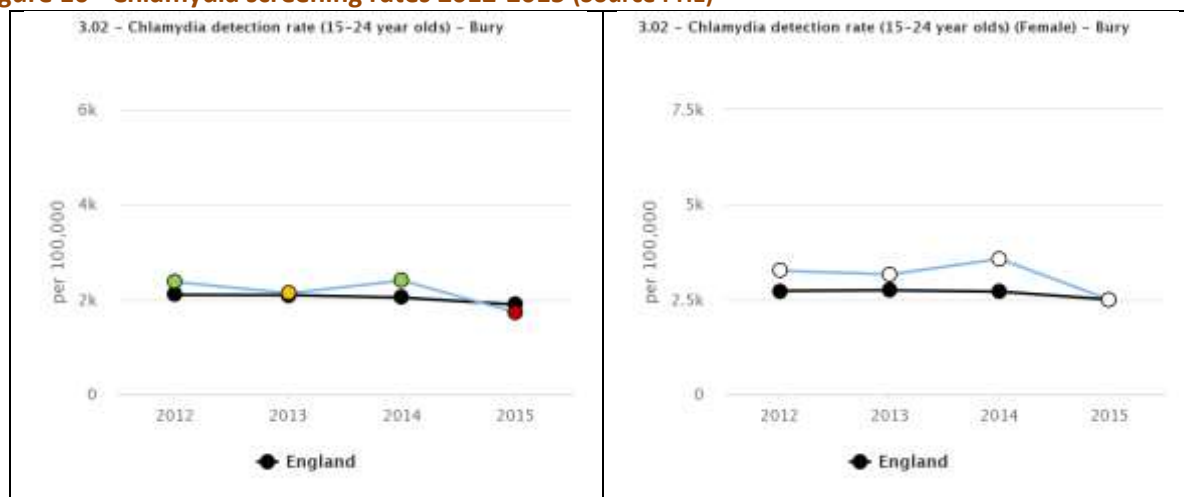 3.02 – Chlamydia detection rate (15–24 year olds) – Bury
6k
4k
2k
0
per 100,000
2012 2013 2014 2015
England
3.02 – Chlamydia detection rate (15–24 year olds) (Female) – Bury
7.5k
5k
2.5k
0
per 100,000
2012 2013 2014 2015
England